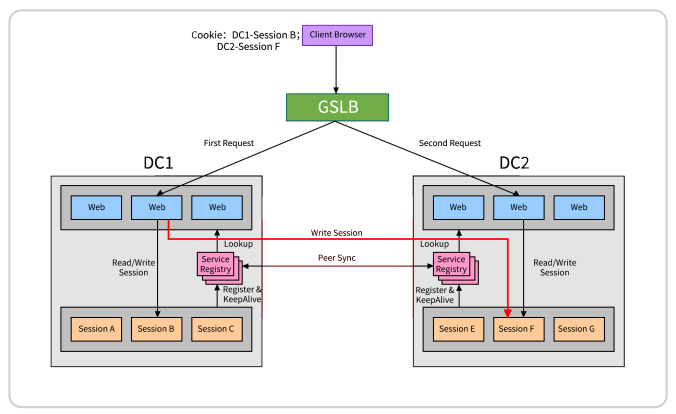 Cookie：DC1-Session B；
DC2-Session F
Client Browser
GSLB
First Request
Second Request
DC1
DC2
Web
Web
Web
Web
Web
Web
Write Session
Lookup
Lookup
Read/Write
Session
Service
Registry
Peer Sync
Service
Registry
Read/Write
Session
Register &
KeepAlive
Register &
KeepAlive
Session A
Session B
Session C
Session E
Session F
Session G